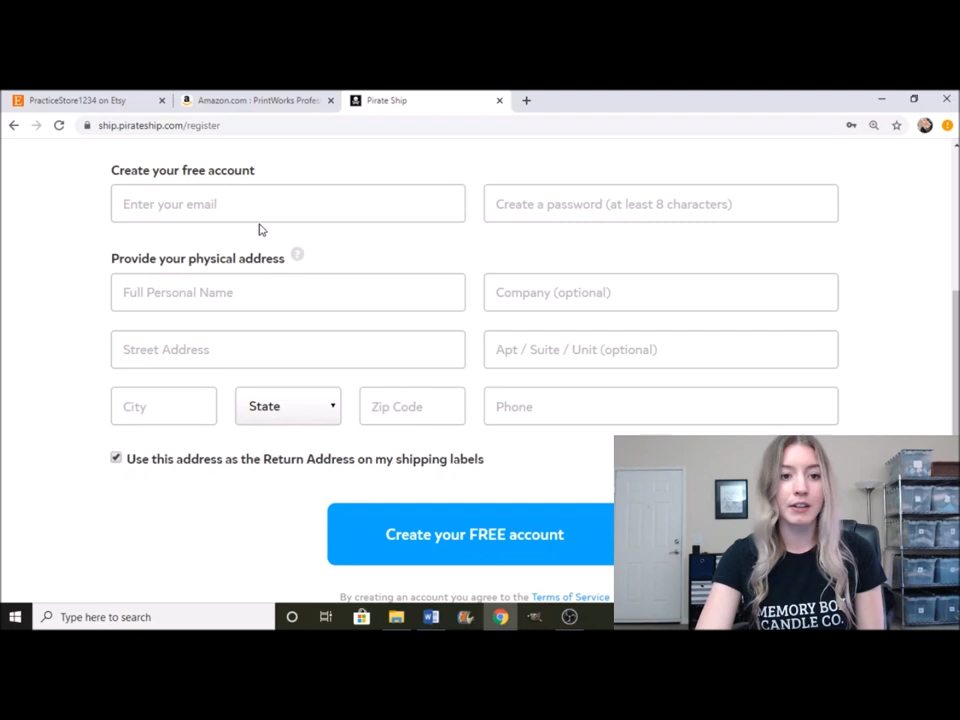 PracticeStore1234 on Etsy
Amazon.com : PrintWorks Profes
Pirate Ship
ship.pirateship.com/register
Create your free account
Enter your email
Create a password (at least 8 characters)
Provide your physical address ?
Full Personal Name
Company (optional)
Street Address
Apt / Suite / Unit (optional)
City
State
Zip Code
Phone
Use this address as the Return Address on my shipping labels
Create your FREE account
By creating an account you agree to the Terms of Service
Type here to search
MEMORY BO
CANDLE CO.